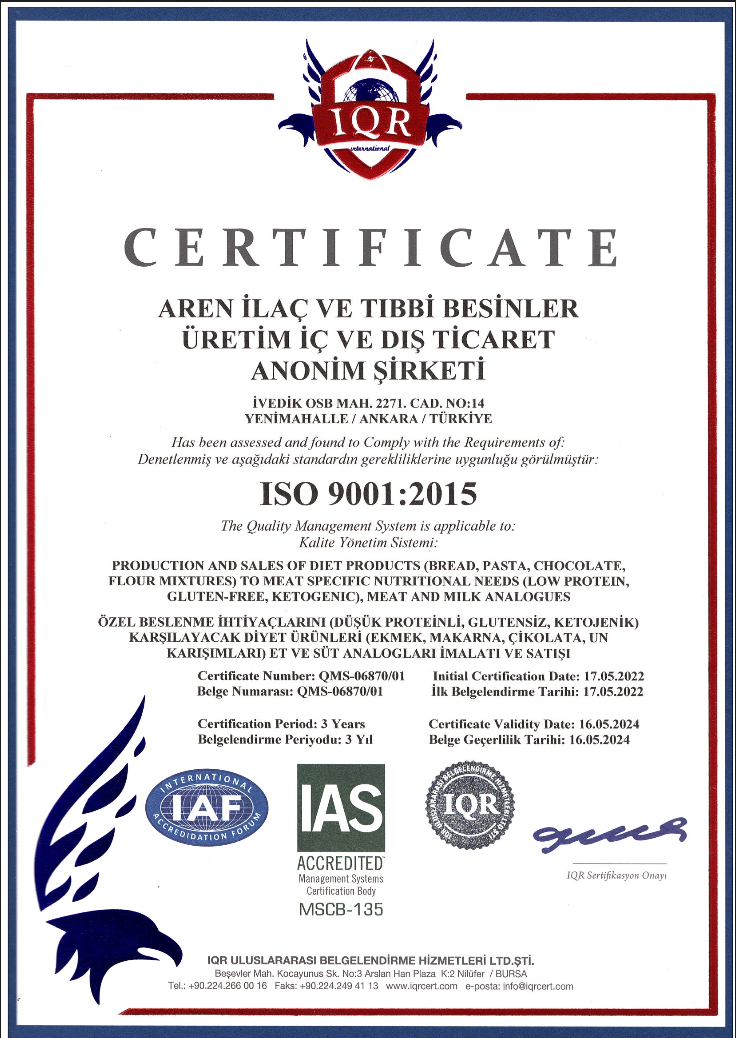 IQR
international
CERTIFICATE
AREN İLAÇ VE TIBBİ BESİNLER
ÜRETİM İÇ VE DIŞ TİCARET
ANONİM ŞİRKETİ
İVEDİK OSB MAH. 2271. CAD. NO:14
YENİMAHALLE / ANKARA / TÜRKİYE
Has been assessed and found to Comply with the Requirements of:
Denetlenmiş ve aşağıdaki standardın gerekliliklerine uygunluğu görülmüştür:
ISO 9001:2015
The Quality Management System is applicable to:
Kalite Yönetim Sistemi:
PRODUCTION AND SALES OF DIET PRODUCTS (BREAD, PASTA, CHOCOLATE,
FLOUR MIXTURES) TO MEAT SPECIFIC NUTRITIONAL NEEDS (LOW PROTEIN,
GLUTEN-FREE, KETOGENIC), MEAT AND MILK ANALOGUES
ÖZEL BESLENME İHTİYAÇLARINI (DÜŞÜK PROTEİNLİ, GLUTENSİZ, KETOJENİK)
KARŞILAYACAK DİYET ÜRÜNLERİ (EKMEK, MAKARNA, ÇİKOLATA, UN
KARIŞIMLARI) ET VE SÜT ANALOGLARI İMALATI VE SATIŞI
Certificate Number: QMS-06870/01 Initial Certification Date: 17.05.2022
Belge Numarası: QMS-06870/01 İlk Belgelendirme Tarihi: 17.05.2022
Certification Period: 3 Years Certificate Validity Date: 16.05.2024
Belgelendirme Periyodu: 3 Yıl Belge Geçerlilik Tarihi: 16.05.2024
INTERNATIONAL
IAF
ACCREDIDATION FORUM
IAS
ACCREDITED
Management Systems
Certification Body
MSCB-135
IQR ULUSLARARASI BELGELENDİRME HİZMETLERİ LTD.ŞTİ.
IQR
IQR Sertifikasyon Onayı
IQR ULUSLARARASI BELGELENDİRME HİZMETLERİ LTD.ŞTİ.
Beşevler Mah. Kocayunus Sk. No:3 Arslan Han Plaza K:2 Nilüfer / BURSA
Tel.: +90.224.266 00 16 Faks: +90.224.249 41 13 www.iqrcert.com e-posta: info@iqrcert.com